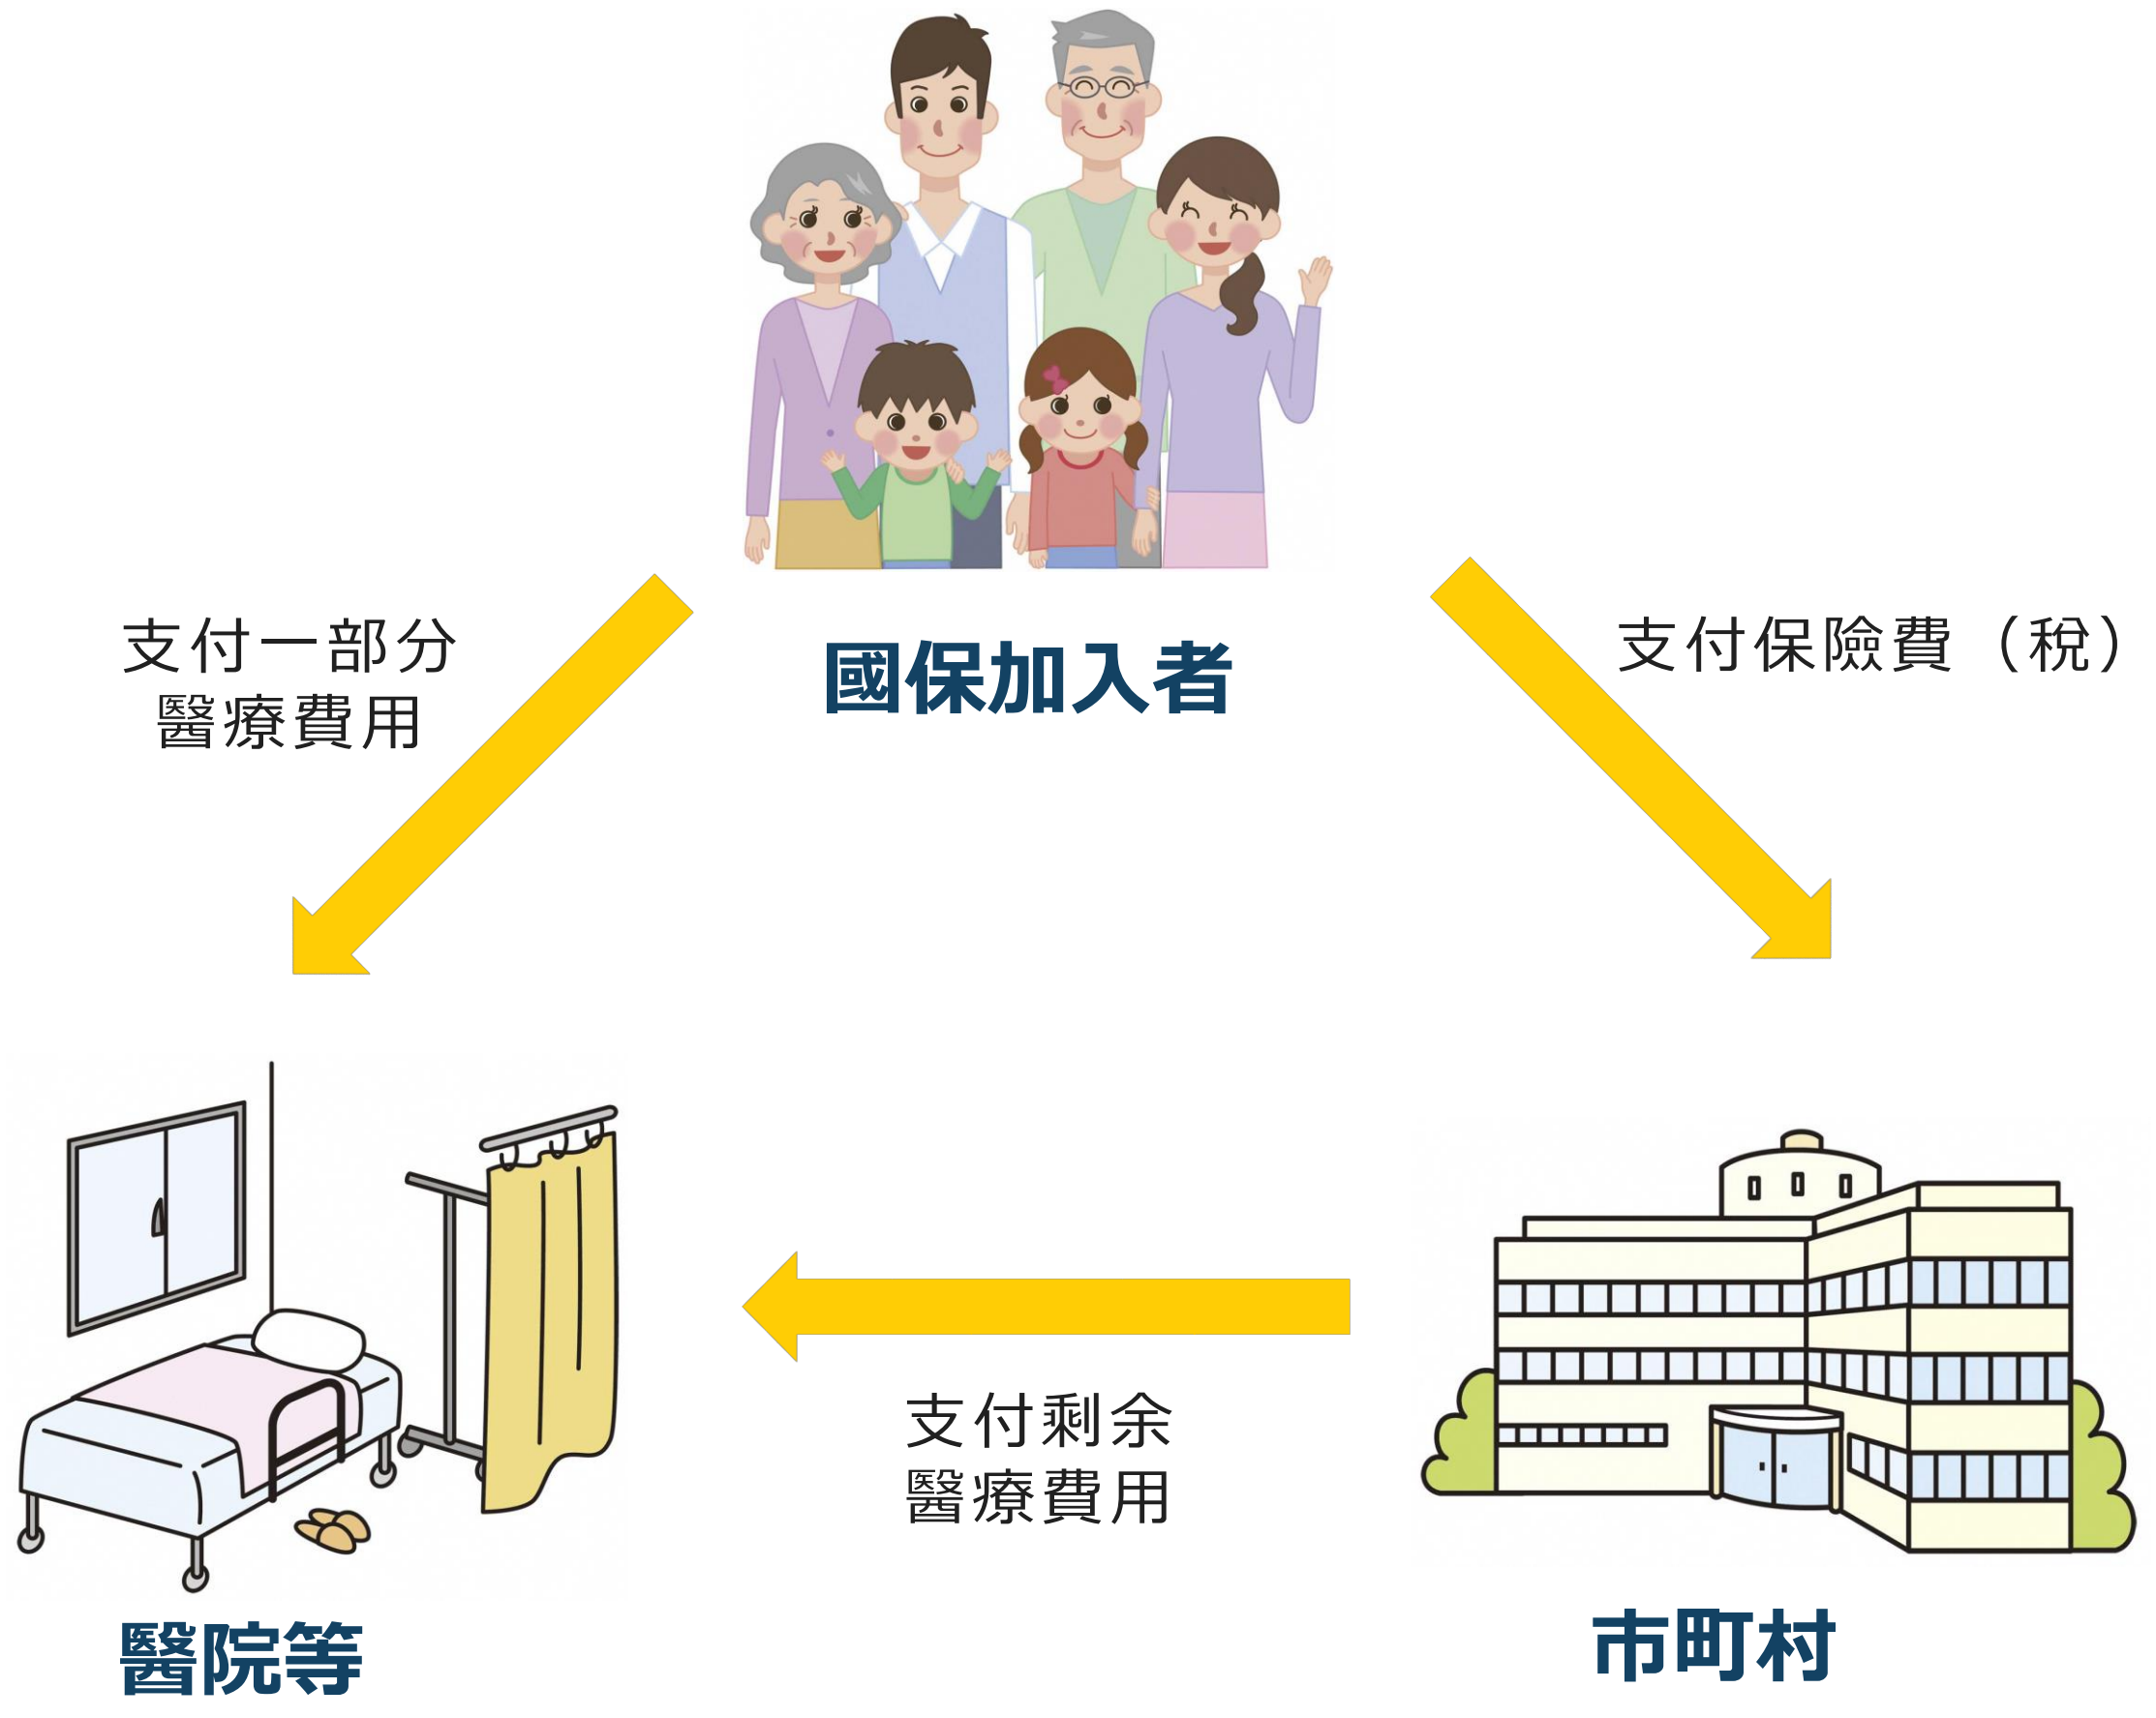 支付一部分
醫療費用
國保加入者
支付保險費（稅）
支付剩余
醫療費用
醫院等
市町村